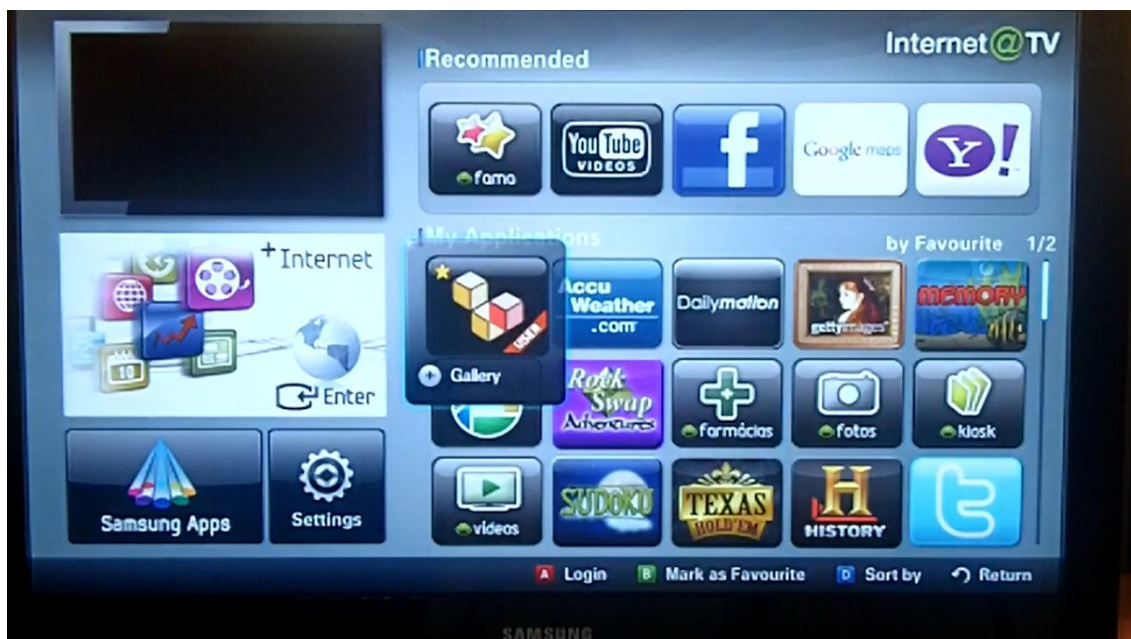 Internet@TV
Recommended
fama
You Tube
VIDEOS
f
Google maps
Y!
+Internet
10
Enter
My Applications
by Favourite 1/2
USER
Gallery
Accu
Weather
.com
Dailymotion
gettyimages
MEMORY
Rock
Swap
Adventures
farmácias
fotos
kiosk
Samsung Apps
Settings
videos
SUDOKU
TEXAS
HOLD'EM
H
HISTORY
t
A Login
B Mark as Favourite
D Sort by
Return
SAMSUNG